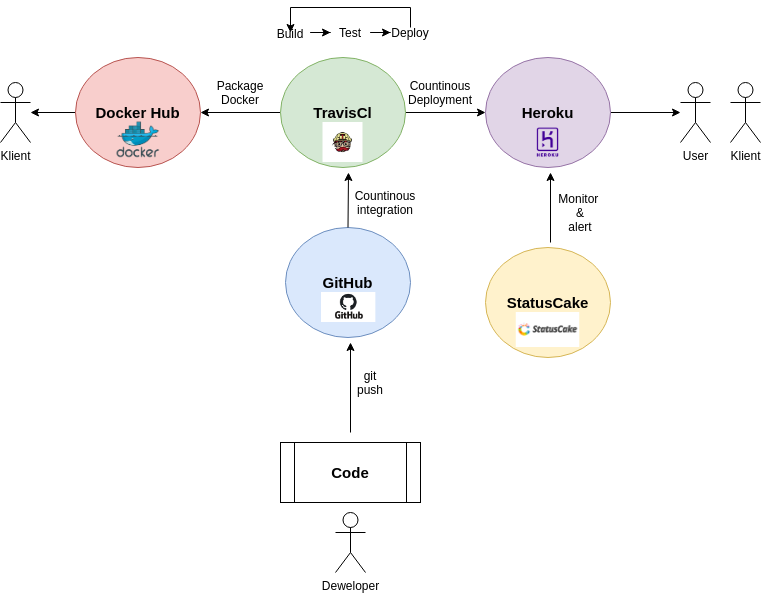 Build
Test
Deploy
Package
Docker
Countinous
Deployment
Docker Hub
docker
TravisCI
Heroku
HEROKU
Klient
User
Klient
Countinous
integration
Monitor
&
alert
GitHub
GitHub
StatusCake
StatusCake
git
push
Code
Deweloper